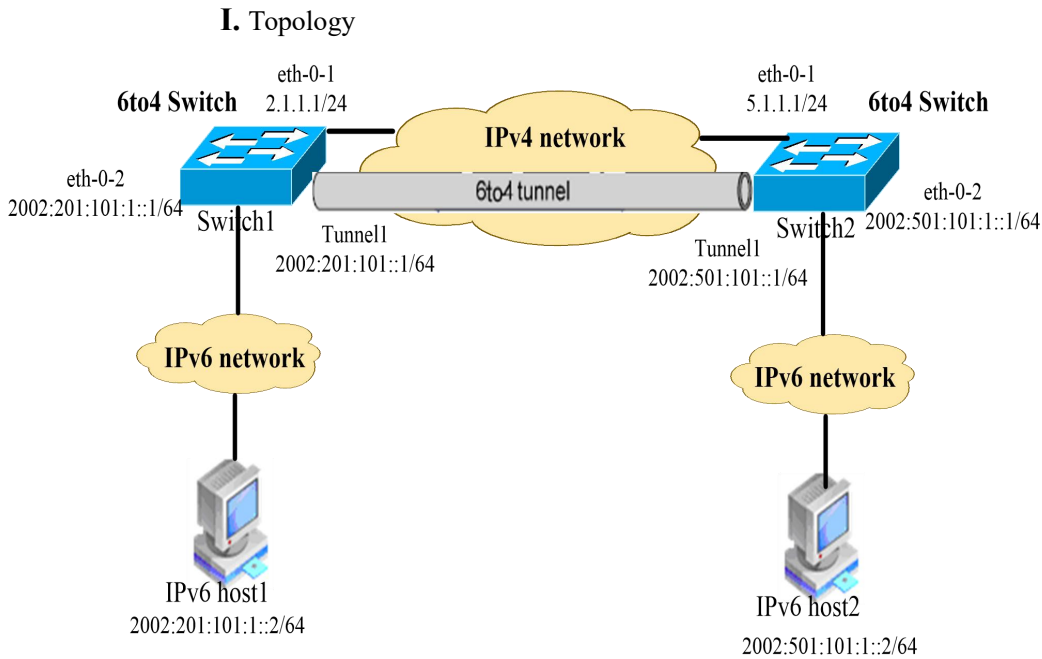 I. Topology
eth-0-1
2.1.1.1/24
6to4 Switch
eth-0-1
5.1.1.1/24
6to4 Switch
IPv4 network
6to4 tunnel
eth-0-2
2002:201:101:1::1/64
Switch1
Tunnel1
2002:201:101::1/64
Tunnel1
2002:501:101::1/64
Switch2
eth-0-2
2002:501:101:1::1/64
IPv6 network
IPv6 network
IPv6 host1
2002:201:101:1::2/64
IPv6 host2
2002:501:101:1::2/64